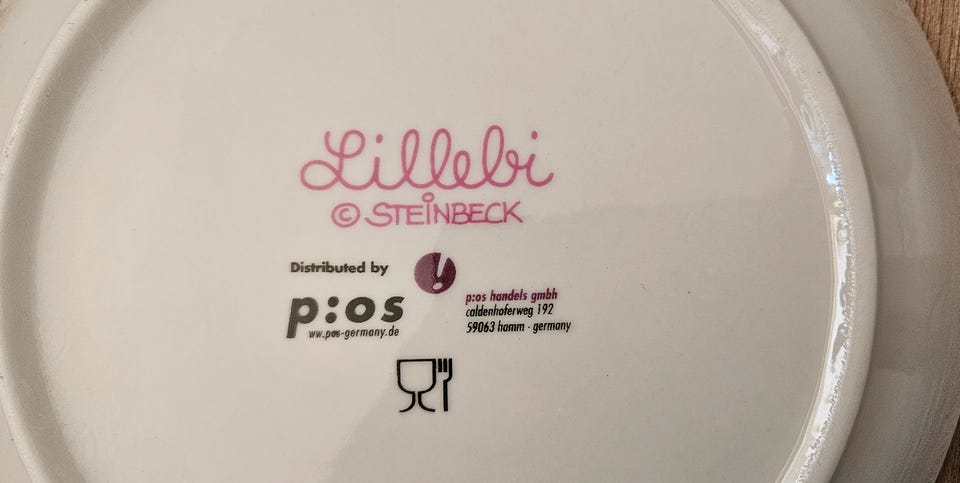 Lillebi
© STEINBECK
Distributed by
p:os
www.pos-germany.de
p:os handels gmbh
caldenhoferweg 192
59063 hamm · germany